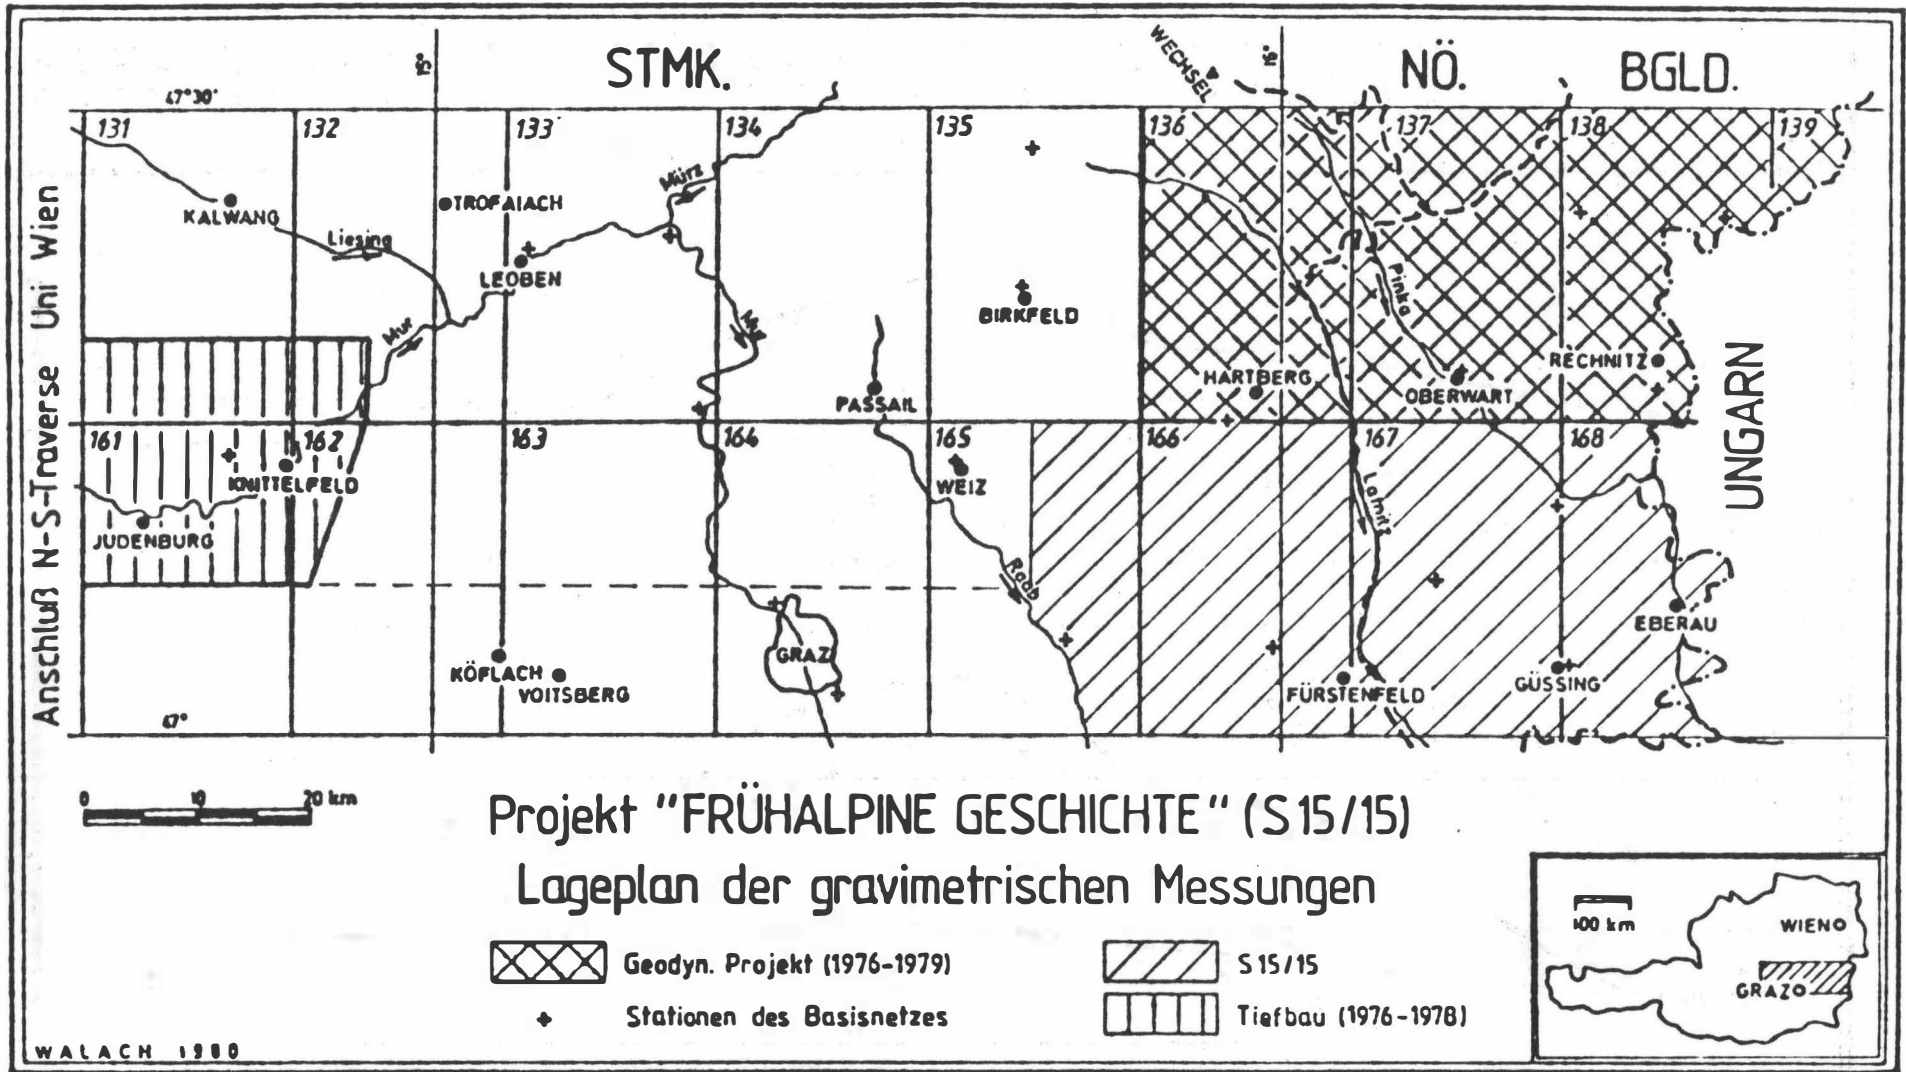 STMK.
NÖ.
BGLD.
WECHSEL
15°
16°
47°30'
131
132
133
134
135
136
137
138
139
Mürz
KALWANG
TROFAIACH
Liesing
LEOBEN
Mur
Mur
BIRKFELD
Pinka
RECHNITZ
HARTBERG
OBERWART
PASSAIL
UNGARN
Anschluß N-S-Traverse Uni Wien
161
162
163
164
165
166
167
168
KNITTELFELD
WEIZ
Lafnitz
JUDENBURG
Raab
EBERAU
GRAZ
KÖFLACH
VOITSBERG
FÜRSTENFELD
GÜSSING
47°
0 10 20 km
Projekt "FRÜHALPINE GESCHICHTE" (S15/15)
Lageplan der gravimetrischen Messungen
Geodyn. Projekt (1976-1979)
S15/15
Stationen des Basisnetzes
Tiefbau (1976-1978)
100 km
WIENO
GRAZO
WALACH 1980